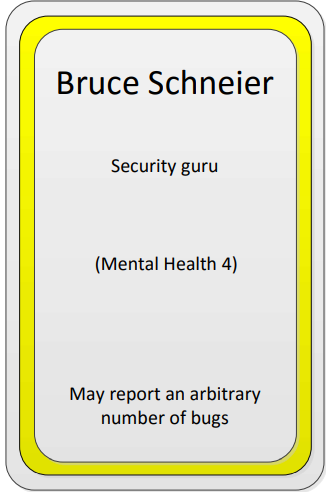 Bruce Schneier
Security guru
(Mental Health 4)
May report an arbitrary
number of bugs